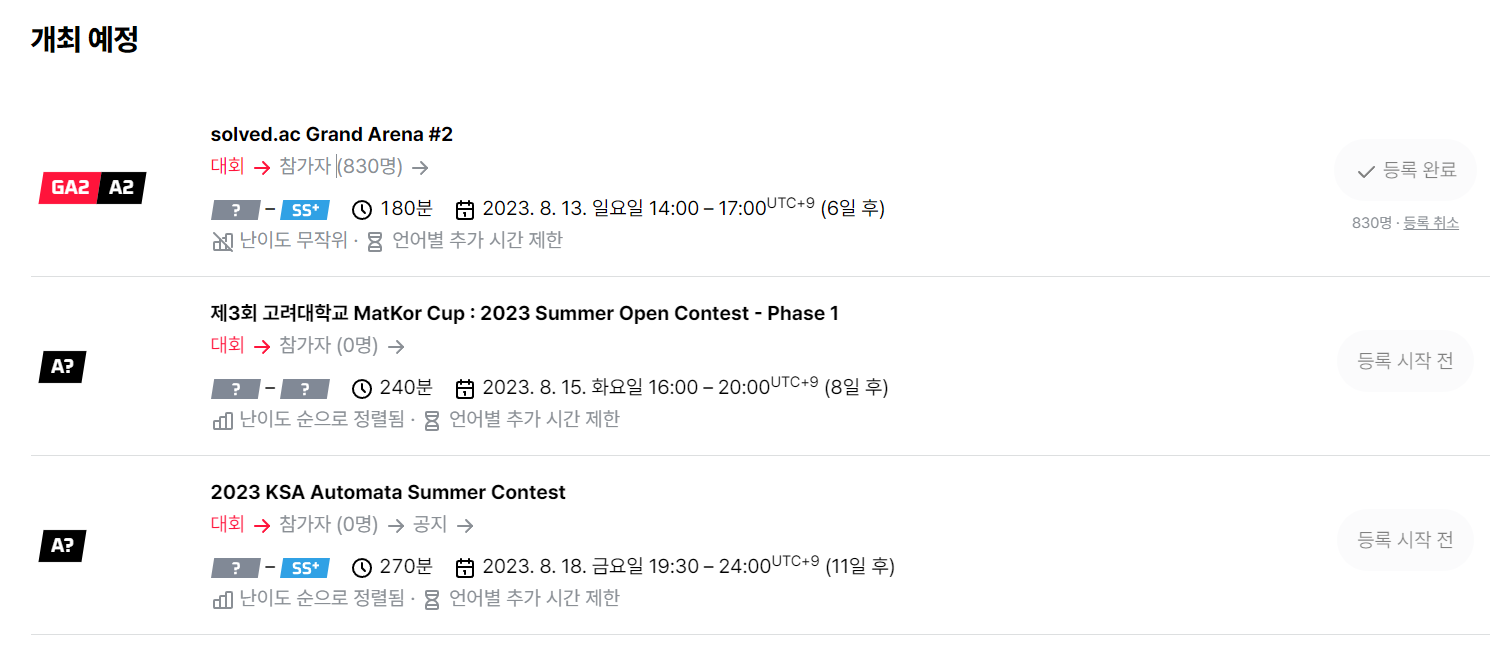 개최 예정
GA2 A2
solved.ac Grand Arena #2
대회 → 참가자 (830명) →
? – SS+ 180분 2023. 8. 13. 일요일 14:00 – 17:00UTC+9 (6일 후)
난이도 무작위 · 언어별 추가 시간 제한
등록 완료
830명 · 등록 취소
A?
제3회 고려대학교 MatKor Cup : 2023 Summer Open Contest - Phase 1
대회 → 참가자 (0명) →
? – ? 240분 2023. 8. 15. 화요일 16:00 – 20:00UTC+9 (8일 후)
난이도 순으로 정렬됨 · 언어별 추가 시간 제한
등록 시작 전
A?
2023 KSA Automata Summer Contest
대회 → 참가자 (0명) → 공지 →
? – SS+ 270분 2023. 8. 18. 금요일 19:30 – 24:00UTC+9 (11일 후)
난이도 순으로 정렬됨 · 언어별 추가 시간 제한
등록 시작 전